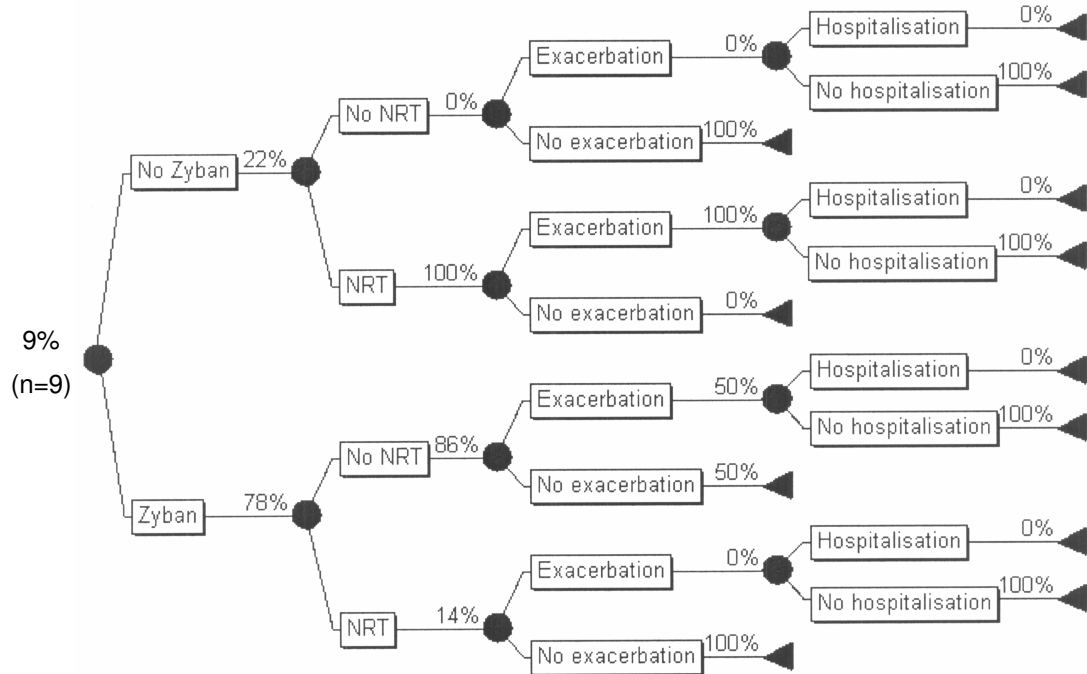 0%
Hospitalisation
0%
Exacerbation
100%
No hospitalisation
0%
No NRT
100%
No exacerbation
22%
No Zyban
0%
Hospitalisation
100%
Exacerbation
100%
No hospitalisation
100%
NRT
0%
No exacerbation
9%
(n=9)
0%
Hospitalisation
50%
Exacerbation
100%
No hospitalisation
86%
No NRT
50%
No exacerbation
78%
Zyban
0%
Hospitalisation
0%
Exacerbation
100%
No hospitalisation
14%
NRT
100%
No exacerbation